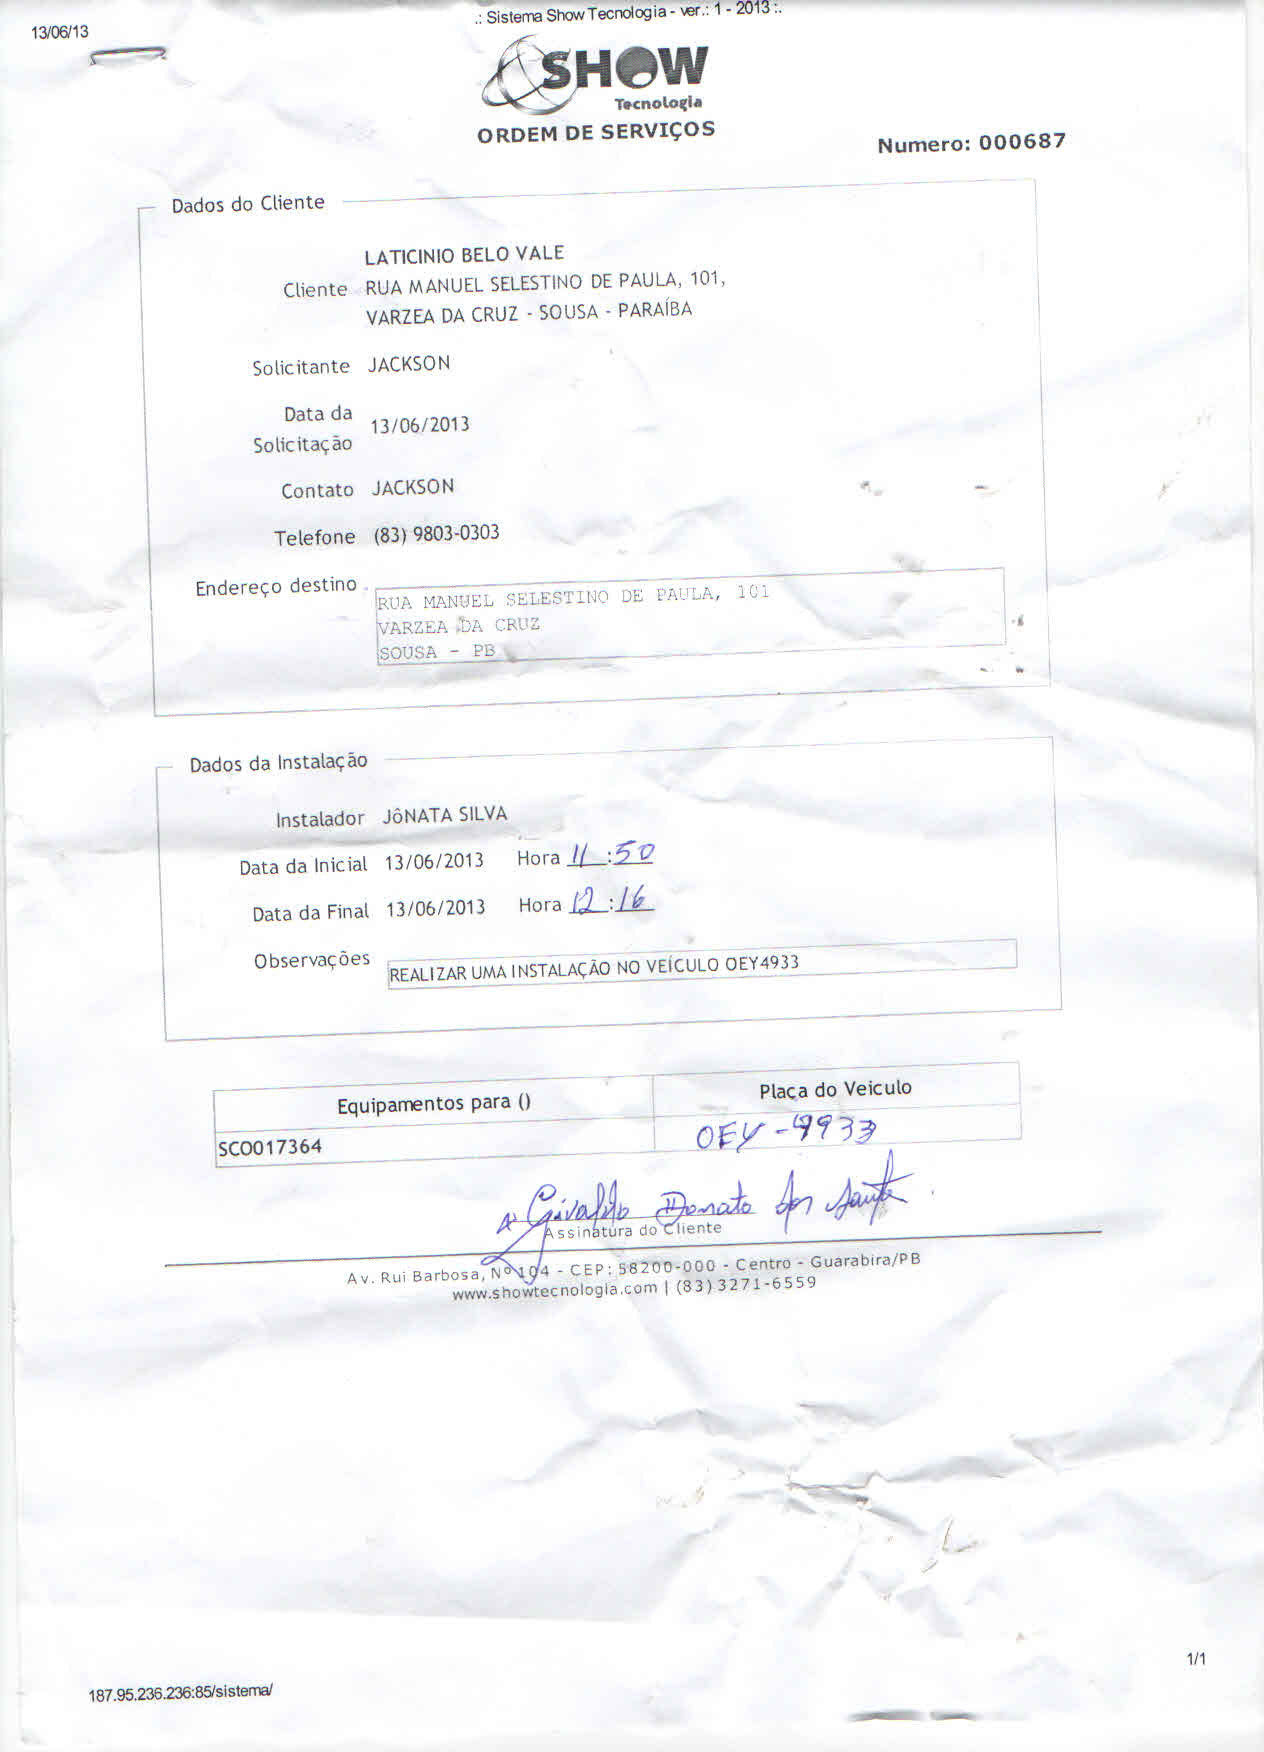 13/06/13
.: Sistema Show Tecnologia - ver.: 1 - 2013 :.
SHOW
Tecnologia
ORDEM DE SERVIÇOS
Numero: 000687
Dados do Cliente
LATICINIO BELO VALE
Cliente RUA MANUEL SELESTINO DE PAULA, 101,
VARZEA DA CRUZ - SOUSA - PARAÍBA
Solicitante JACKSON
Data da
Solicitação 13/06/2013
Contato JACKSON
Telefone (83) 9803-0303
Endereço destino
RUA MANUEL SELESTINO DE PAULA, 101
VARZEA DA CRUZ
SOUSA - PB
Dados da Instalação
Instalador JÔNATA SILVA
Data da Inicial 13/06/2013 Hora 11:50
Data da Final 13/06/2013 Hora 12:16
Observações REALIZAR UMA INSTALAÇÃO NO VEÍCULO OEY4933
Equipamentos para () Placa do Veiculo
SCO017364 OEY-4933
Givaldo Donato dos Santos
Assinatura do Cliente
Av. Rui Barbosa, Nº 104 - CEP: 58200-000 - Centro - Guarabira/PB
www.showtecnologia.com | (83) 3271-6559
1/1
187.95.236.236:85/sistema/